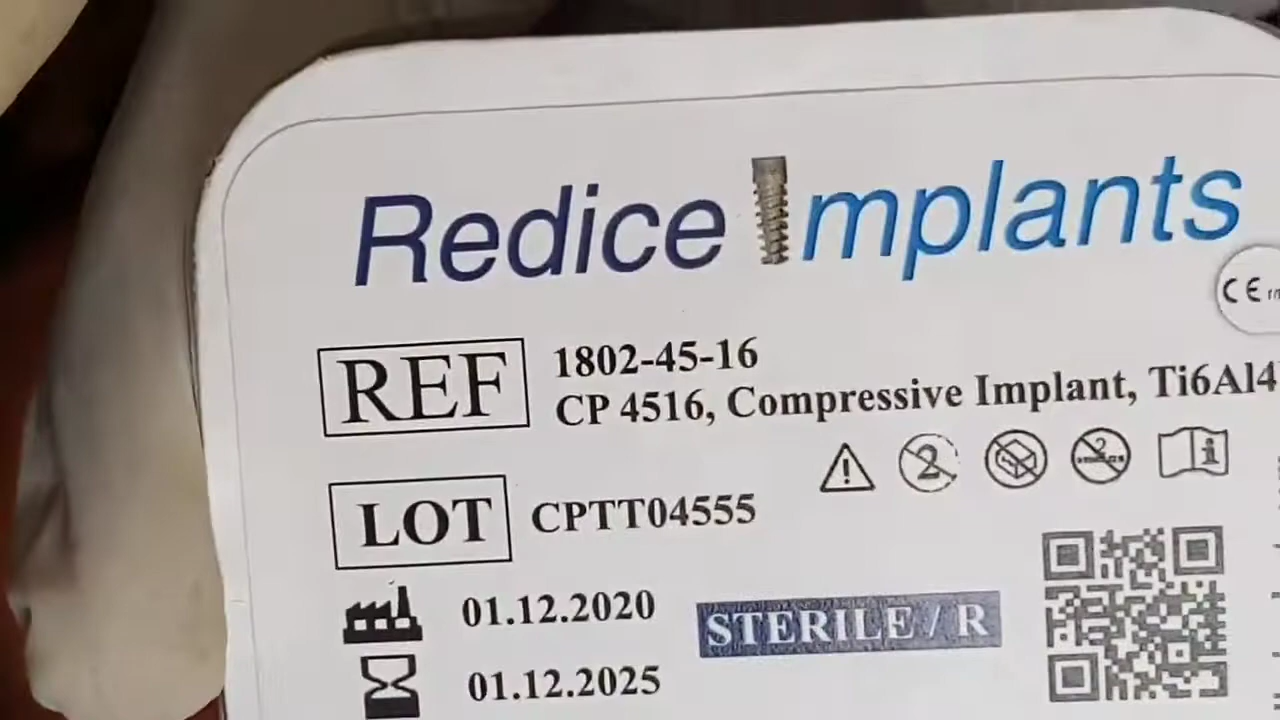 Redice Implants
CE
REF 1802-45-16
CP 4516, Compressive Implant, Ti6Al4
LOT CPTT04555
01.12.2020
STERILE / R
01.12.2025